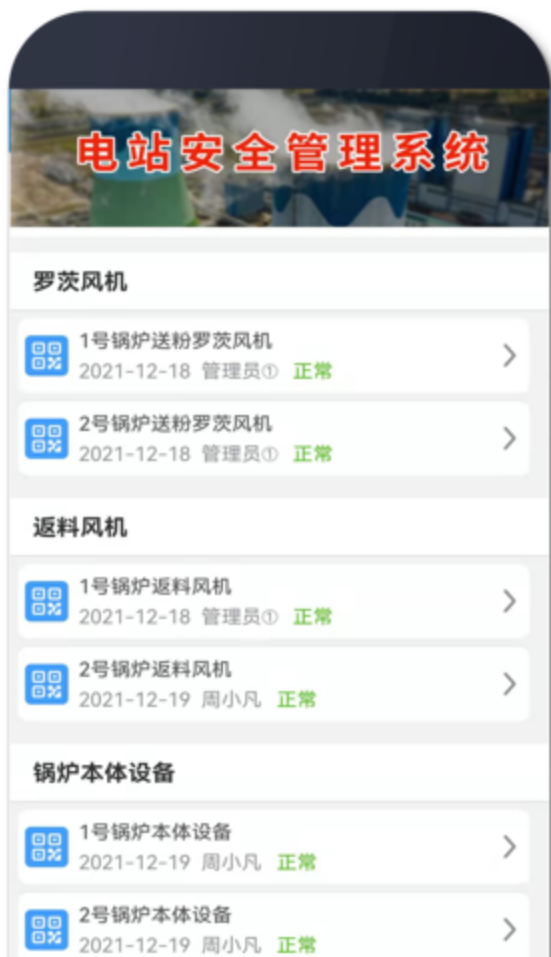 电站安全管理系统
罗茨风机
1号锅炉送粉罗茨风机
2021-12-18 管理员① 正常
2号锅炉送粉罗茨风机
2021-12-18 管理员① 正常
返料风机
1号锅炉返料风机
2021-12-18 管理员① 正常
2号锅炉返料风机
2021-12-19 周小凡 正常
锅炉本体设备
1号锅炉本体设备
2021-12-19 周小凡 正常
2号锅炉本体设备
2021-12-19 周小凡 正常